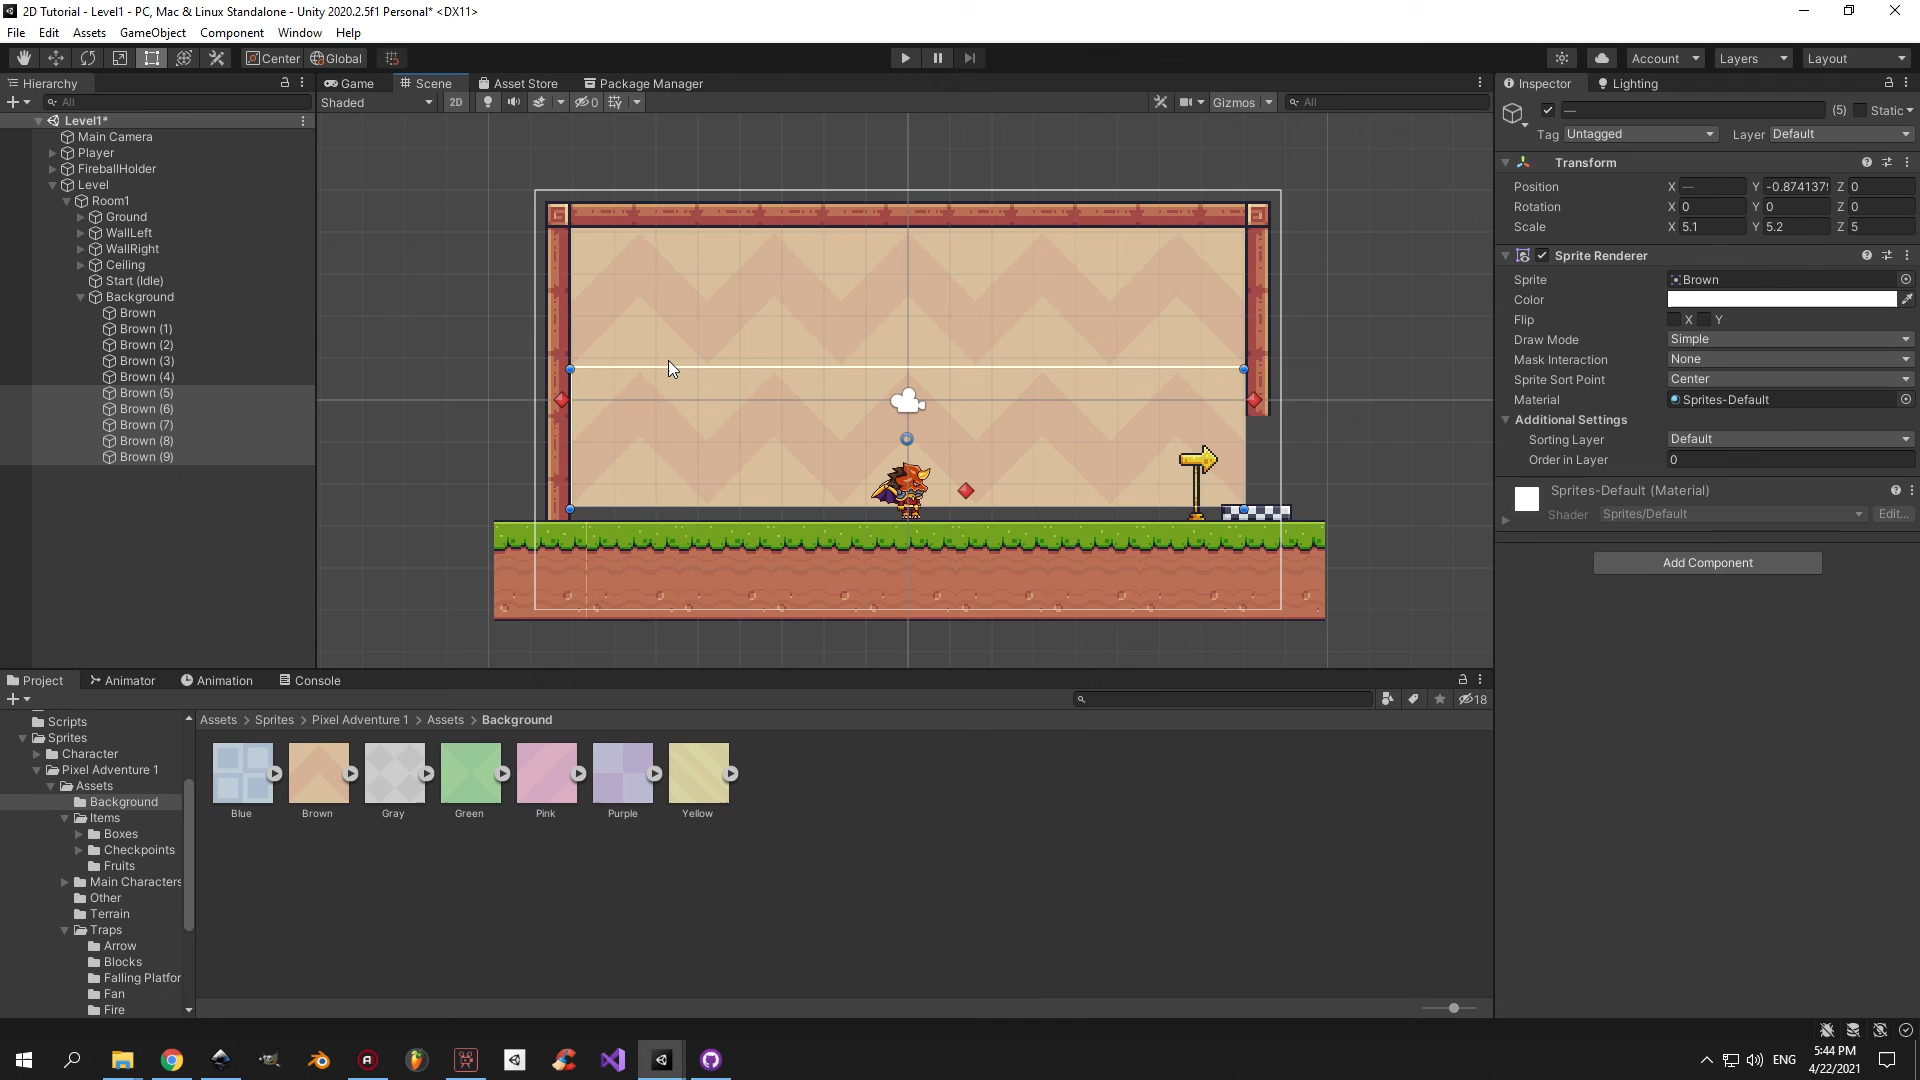 2D Tutorial - Level1 - PC, Mac & Linux Standalone - Unity 2020.2.5f1 Personal* <DX11>
File Edit Assets GameObject Component Window Help
Center Global Account Layers Layout
Hierarchy Game Scene Asset Store Package Manager Inspector Lighting
All Shaded 2D 0 Gizmos All
Level1*
Main Camera
Player
FireballHolder
Level
Room1
Ground
WallLeft
WallRight
Ceiling
Start (Idle)
Background
Brown
Brown (1)
Brown (2)
Brown (3)
Brown (4)
Brown (5)
Brown (6)
Brown (7)
Brown (8)
Brown (9)
— (5) Static
Tag Untagged Layer Default
Transform
Position X — Y -0.874137 Z 0
Rotation X 0 Y 0 Z 0
Scale X 5.1 Y 5.2 Z 5
Sprite Renderer
Sprite Brown
Color
Flip X Y
Draw Mode Simple
Mask Interaction None
Sprite Sort Point Center
Material Sprites-Default
Additional Settings
Sorting Layer Default
Order in Layer 0
Sprites-Default (Material)
Shader Sprites/Default Edit...
Add Component
Project Animator Animation Console
18
Scripts
Sprites
Character
Pixel Adventure 1
Assets
Background
Items
Boxes
Checkpoints
Fruits
Main Characters
Other
Terrain
Traps
Arrow
Blocks
Falling Platfor
Fan
Fire
Assets > Sprites > Pixel Adventure 1 > Assets > Background
Blue Brown Gray Green Pink Purple Yellow
ENG 5:44 PM
4/22/2021